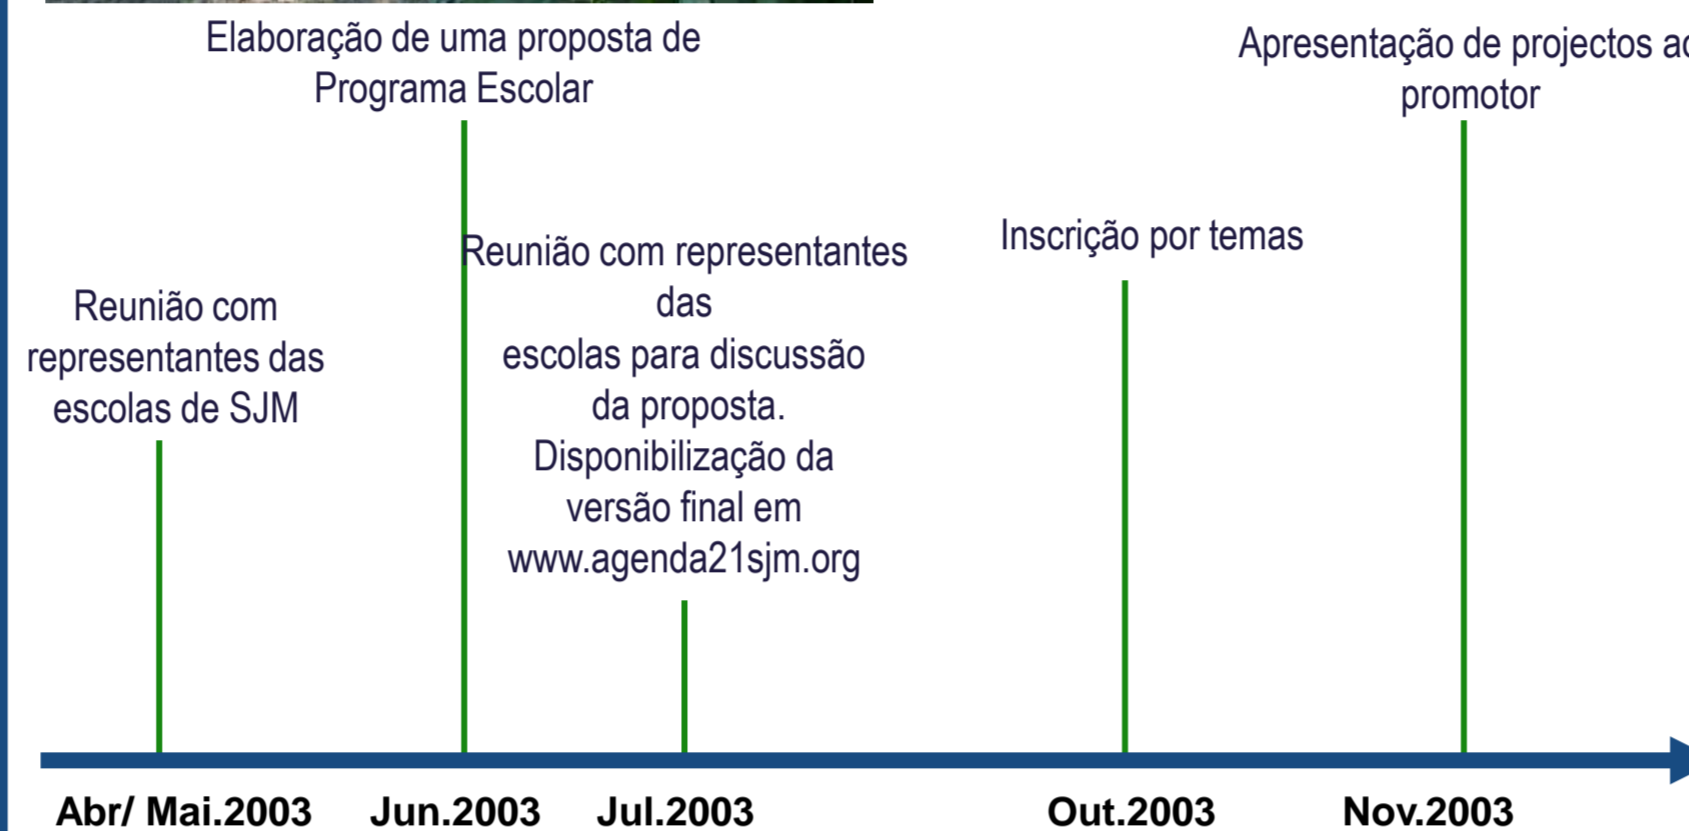 Elaboração de uma proposta de
Programa Escolar
Apresentação de projectos
promotor
Reunião com
representantes das
escolas de SJM
Reunião com representantes
das
escolas para discussão
da proposta.
Disponibilização da
versão final em
www.agenda21sjm.org
Inscrição por temas
Abr/ Mai.2003
Jun.2003
Jul.2003
Out.2003
Nov.2003